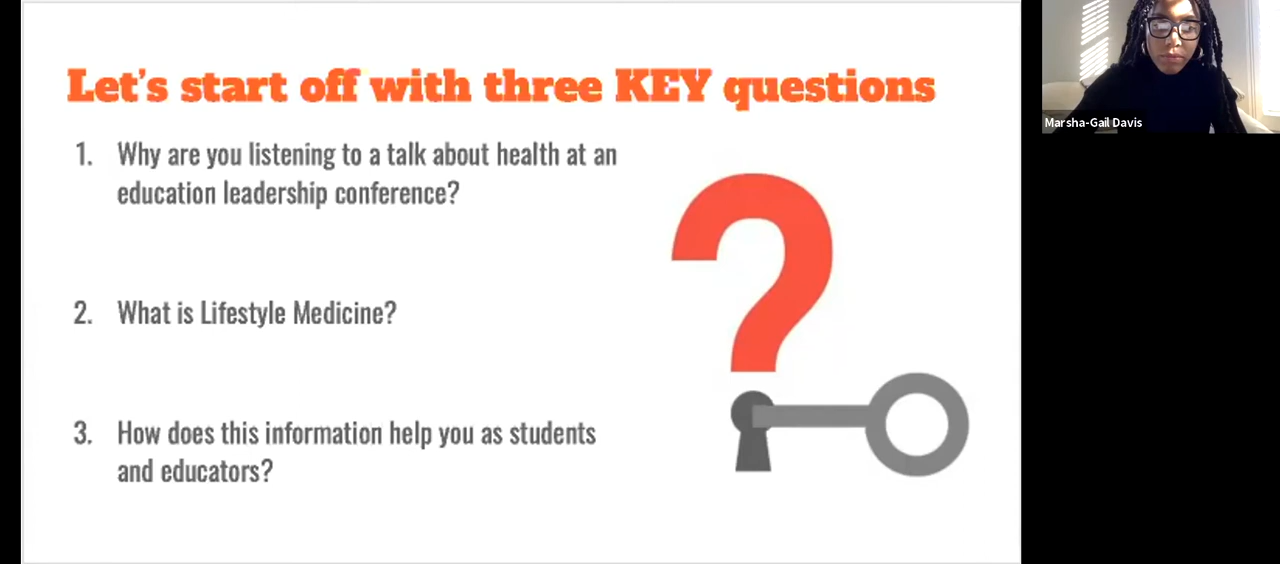 Let's start off with three KEY questions
1. Why are you listening to a talk about health at an
education leadership conference?
2. What is Lifestyle Medicine?
3. How does this information help you as students
and educators?
Marsha-Gail Davis